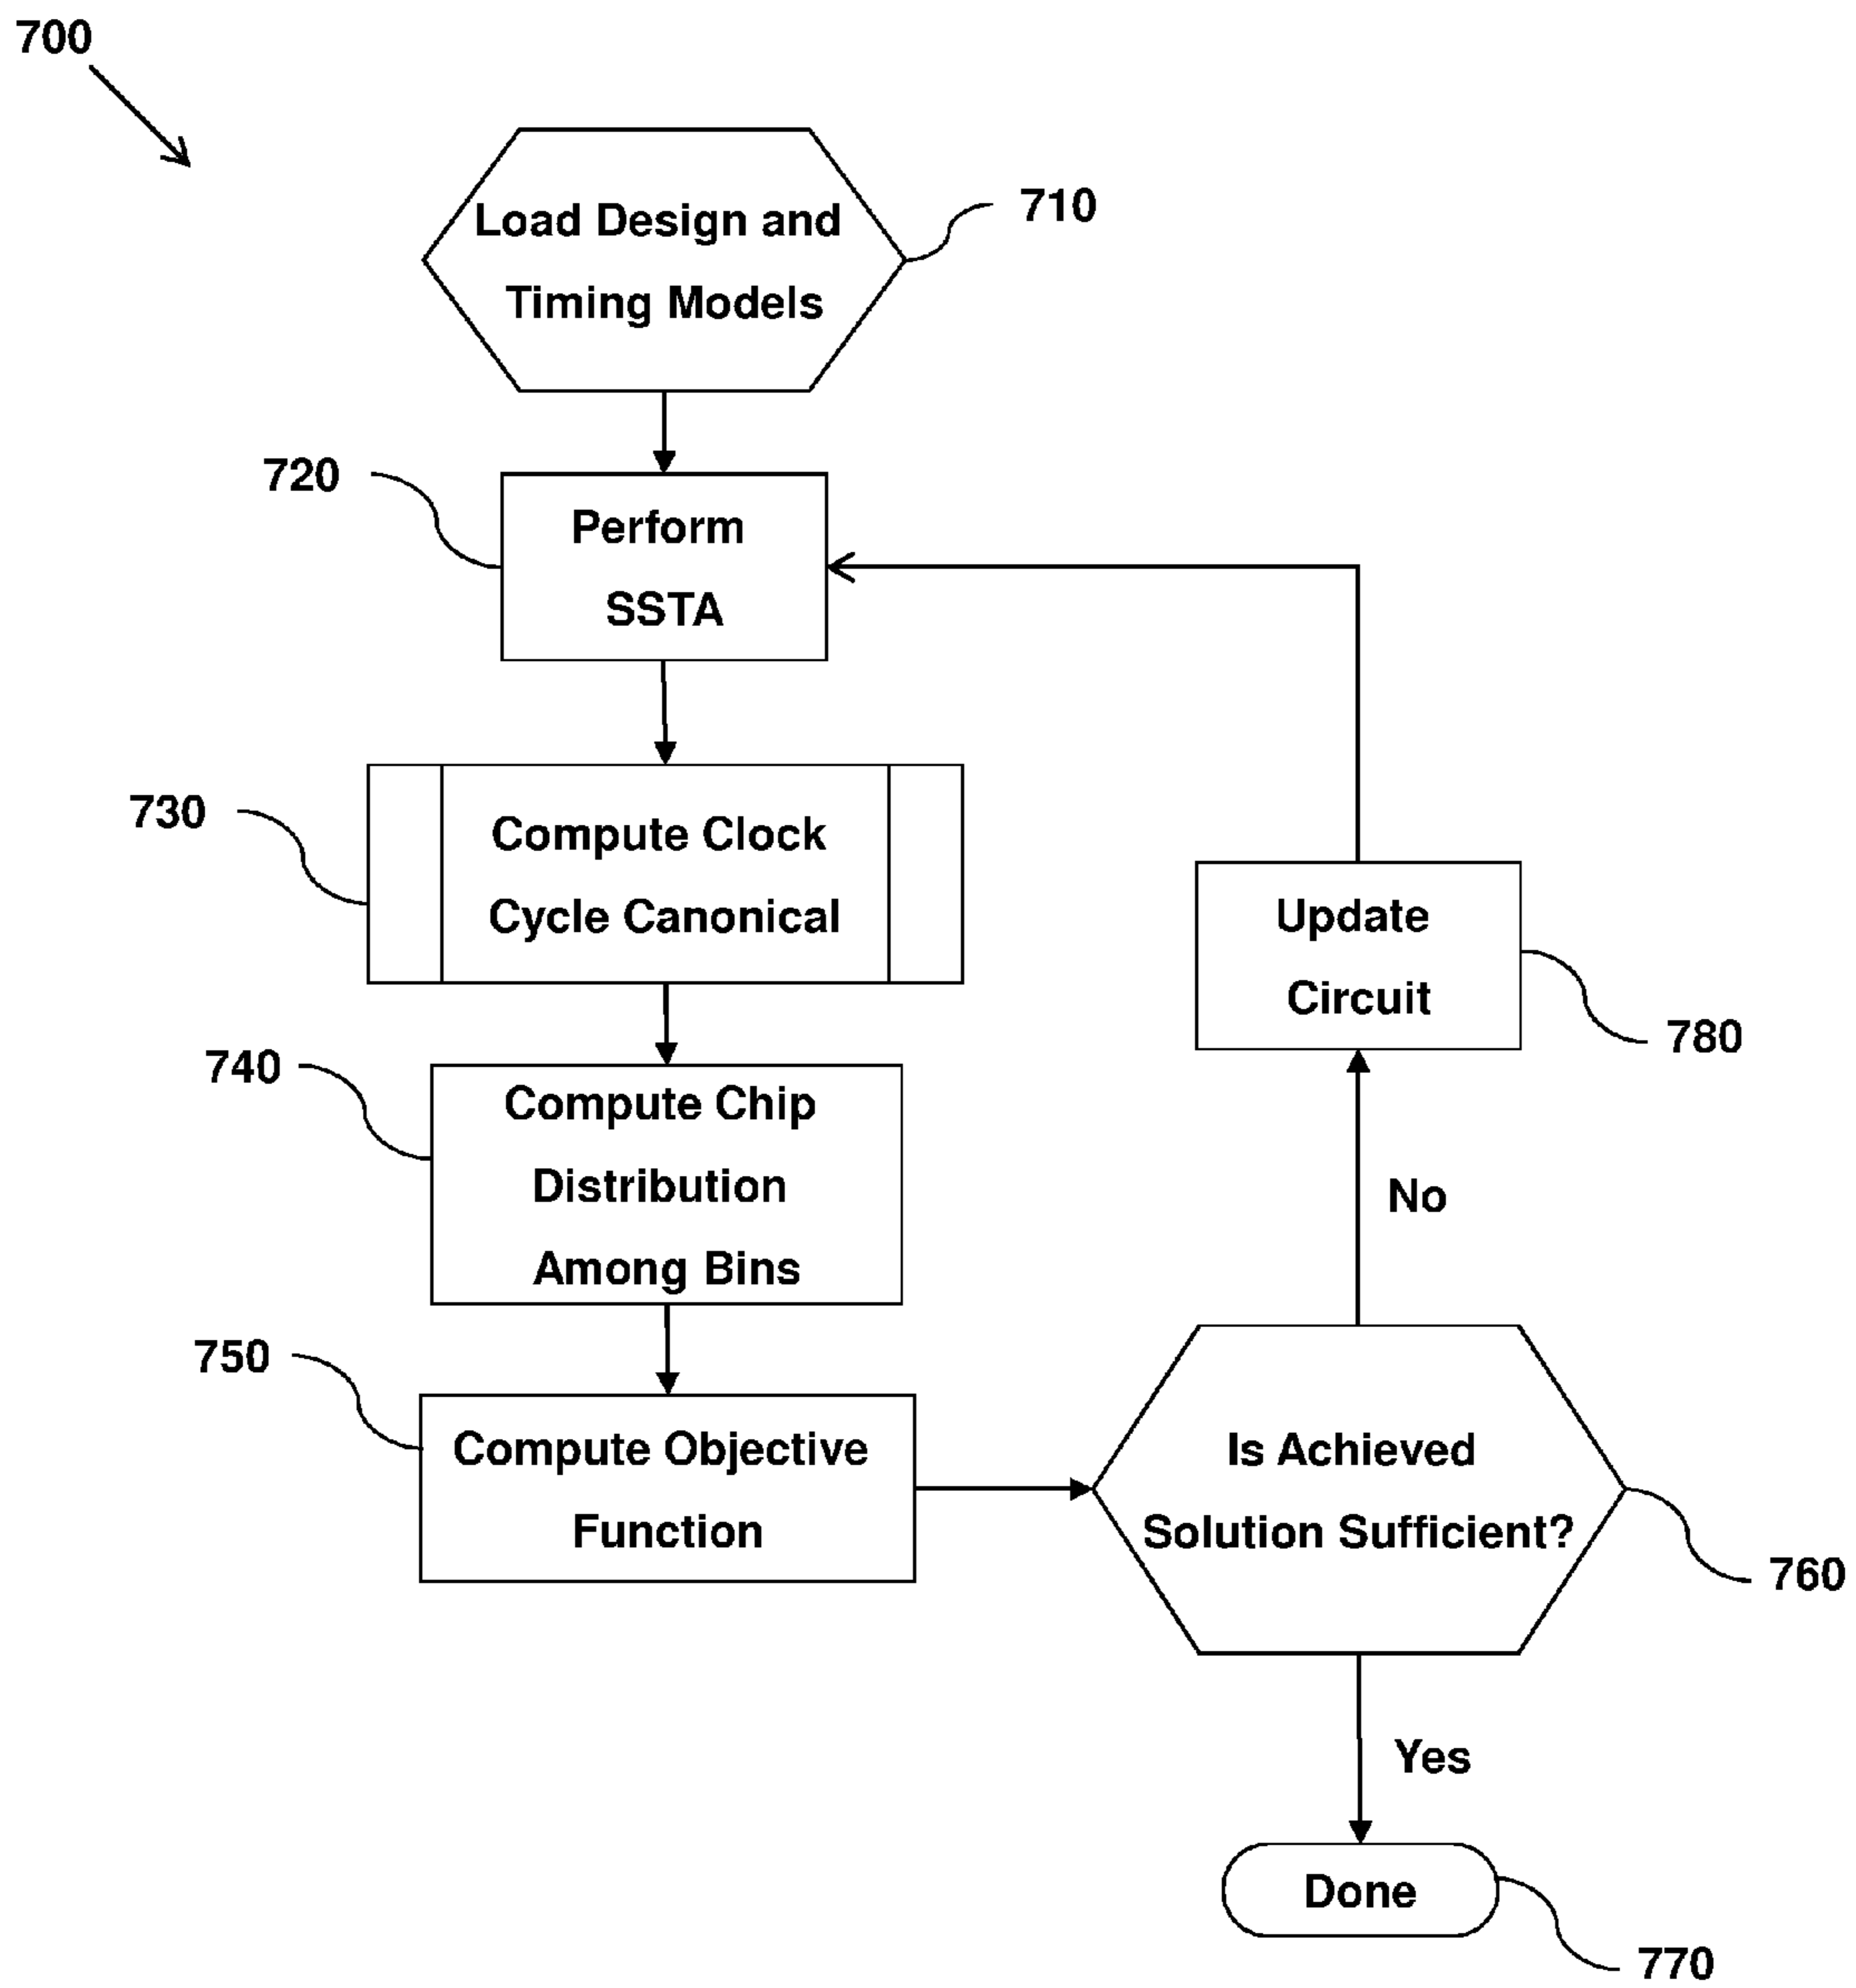 700
Load Design and
Timing Models
710
720
Perform
SSTA
730
Compute Clock
Cycle Canonical
740
Compute Chip
Distribution
Among Bins
750
Compute Objective
Function
Is Achieved
Solution Sufficient?
760
No
Update
Circuit
780
Yes
Done
770